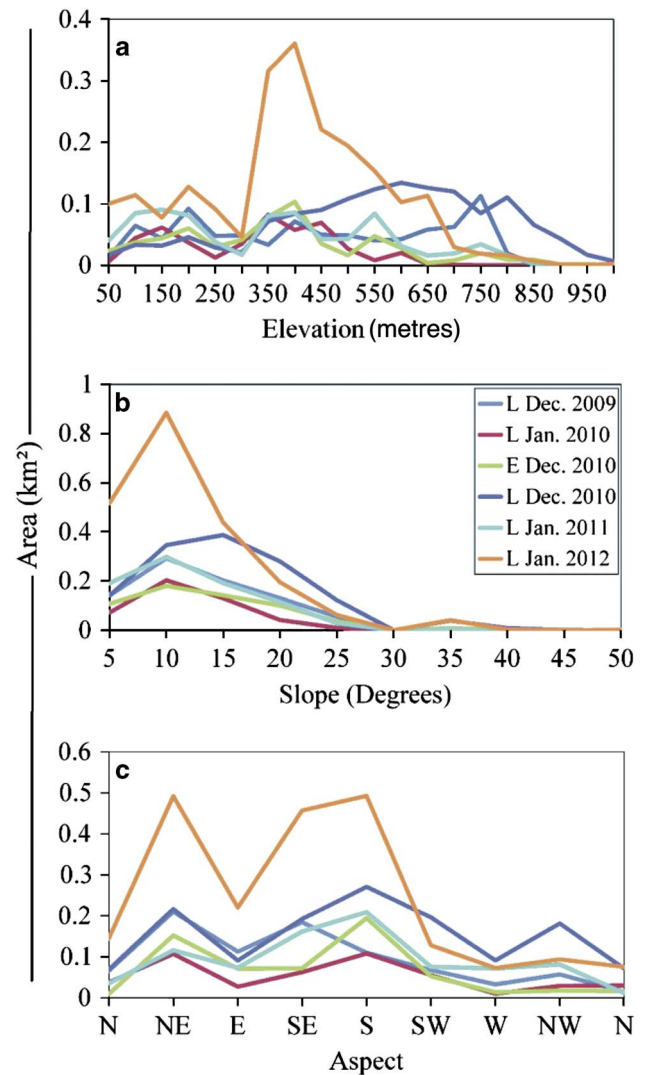 Area (km²)
a
0.4
0.3
0.2
0.1
0
50 150 250 350 450 550 650 750 850 950
Elevation (metres)
b
1
0.8
0.6
0.4
0.2
0
L Dec. 2009
L Jan. 2010
E Dec. 2010
L Dec. 2010
L Jan. 2011
L Jan. 2012
5 10 15 20 25 30 35 40 45 50
Slope (Degrees)
c
0.6
0.5
0.4
0.3
0.2
0.1
0
N NE E SE S SW W NW N
Aspect